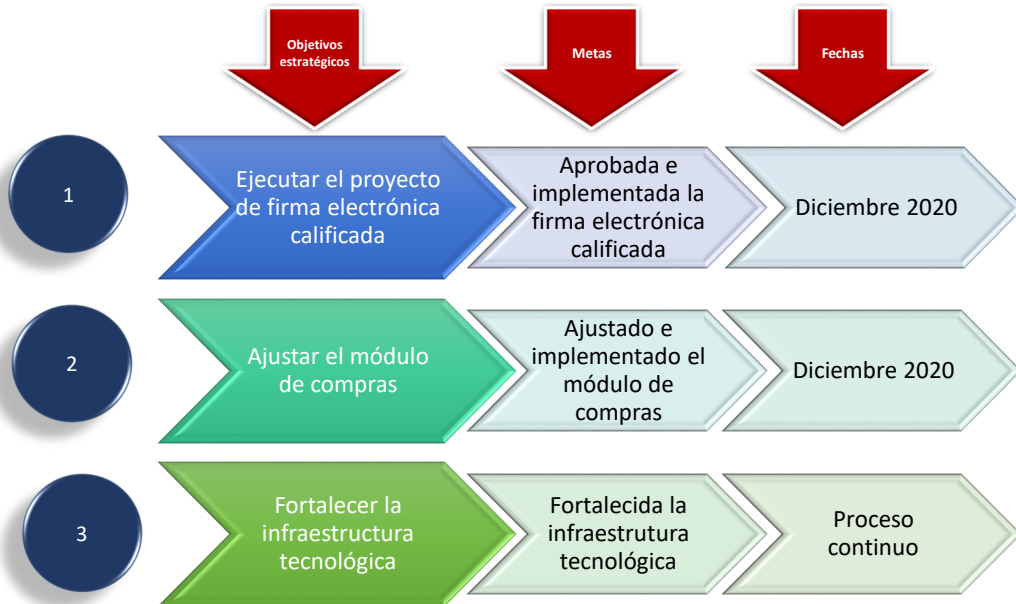 Objetivos
estratégicos
Metas
Fechas
1
Ejecutar el proyecto
de firma electrónica
calificada
Aprobada e
implementada la
firma electrónica
calificada
Diciembre 2020
2
Ajustar el módulo
de compras
Ajustado e
implementado el
módulo de
compras
Diciembre 2020
3
Fortalecer la
infraestructura
tecnológica
Fortalecida la
infraestrutura
tecnológica
Proceso
continuo